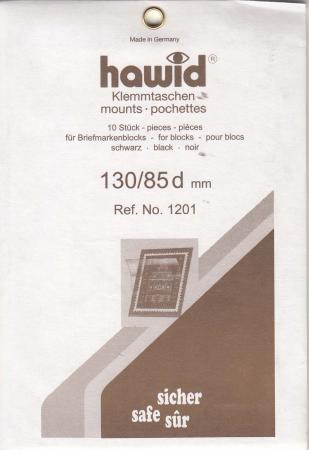 Made in Germany
hawid®
Klemmtaschen
mounts · pochettes
10 Stück - pieces - pièces
für Briefmarkenblocks - for blocks - pour blocs
schwarz - black - noir
130/85 d mm
Ref. No. 1201
sicher
safe sûr